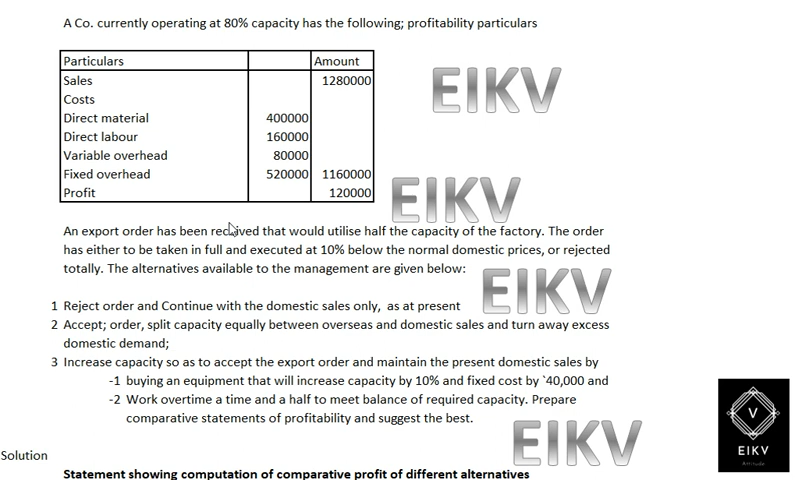 A Co. currently operating at 80% capacity has the following; profitability particulars
Particulars Amount
Sales 1280000
Costs
Direct material 400000
Direct labour 160000
Variable overhead 80000
Fixed overhead 520000 1160000
Profit 120000
EIKV
EIKV
An export order has been received that would utilise half the capacity of the factory. The order
has either to be taken in full and executed at 10% below the normal domestic prices, or rejected
totally. The alternatives available to the management are given below:
EIKV
1 Reject order and Continue with the domestic sales only, as at present
2 Accept; order, split capacity equally between overseas and domestic sales and turn away excess
domestic demand;
3 Increase capacity so as to accept the export order and maintain the present domestic sales by
-1 buying an equipment that will increase capacity by 10% and fixed cost by `40,000 and
-2 Work overtime a time and a half to meet balance of required capacity. Prepare
comparative statements of profitability and suggest the best.
EIKV
V
EIKV
Attitude
Solution
Statement showing computation of comparative profit of different alternatives